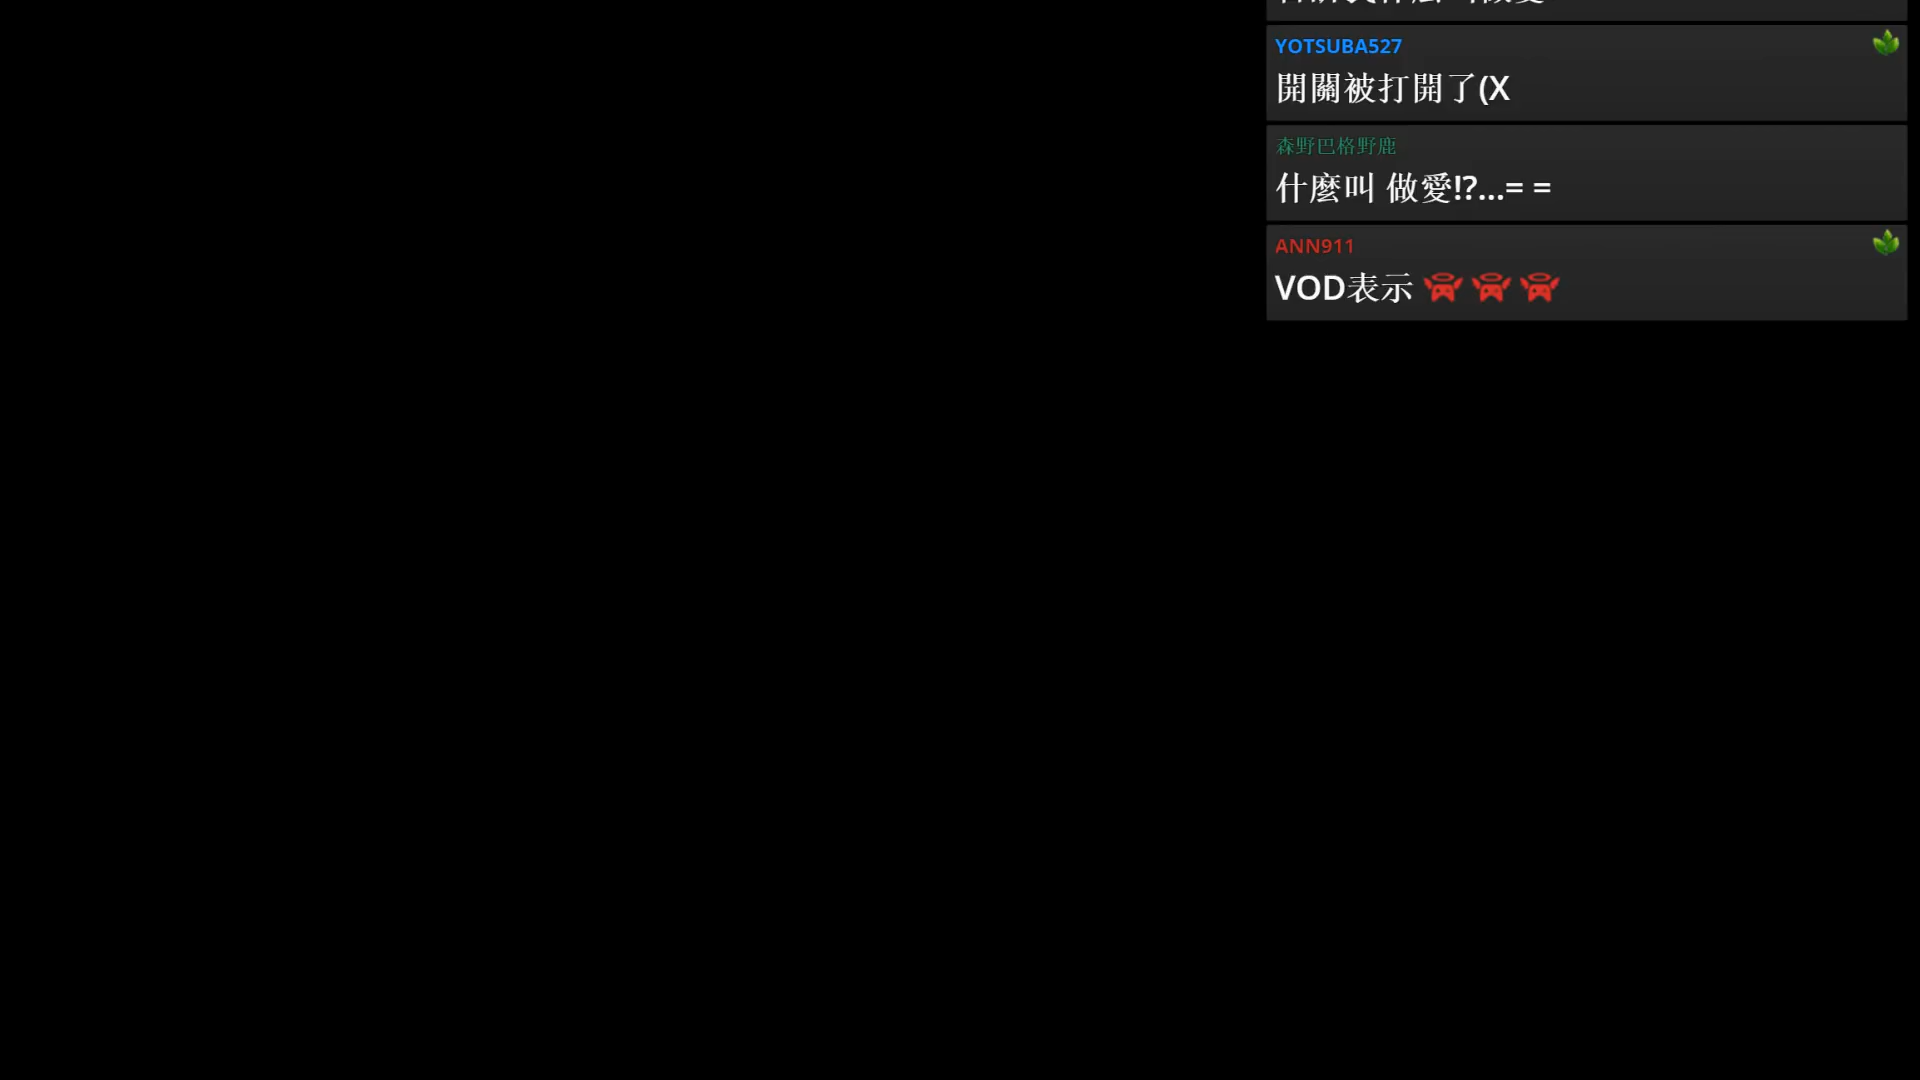 YOTSUBA527
開關被打開了(X
森野巴格野鹿
什麼叫 做愛!?...= =
ANN911
VOD表示